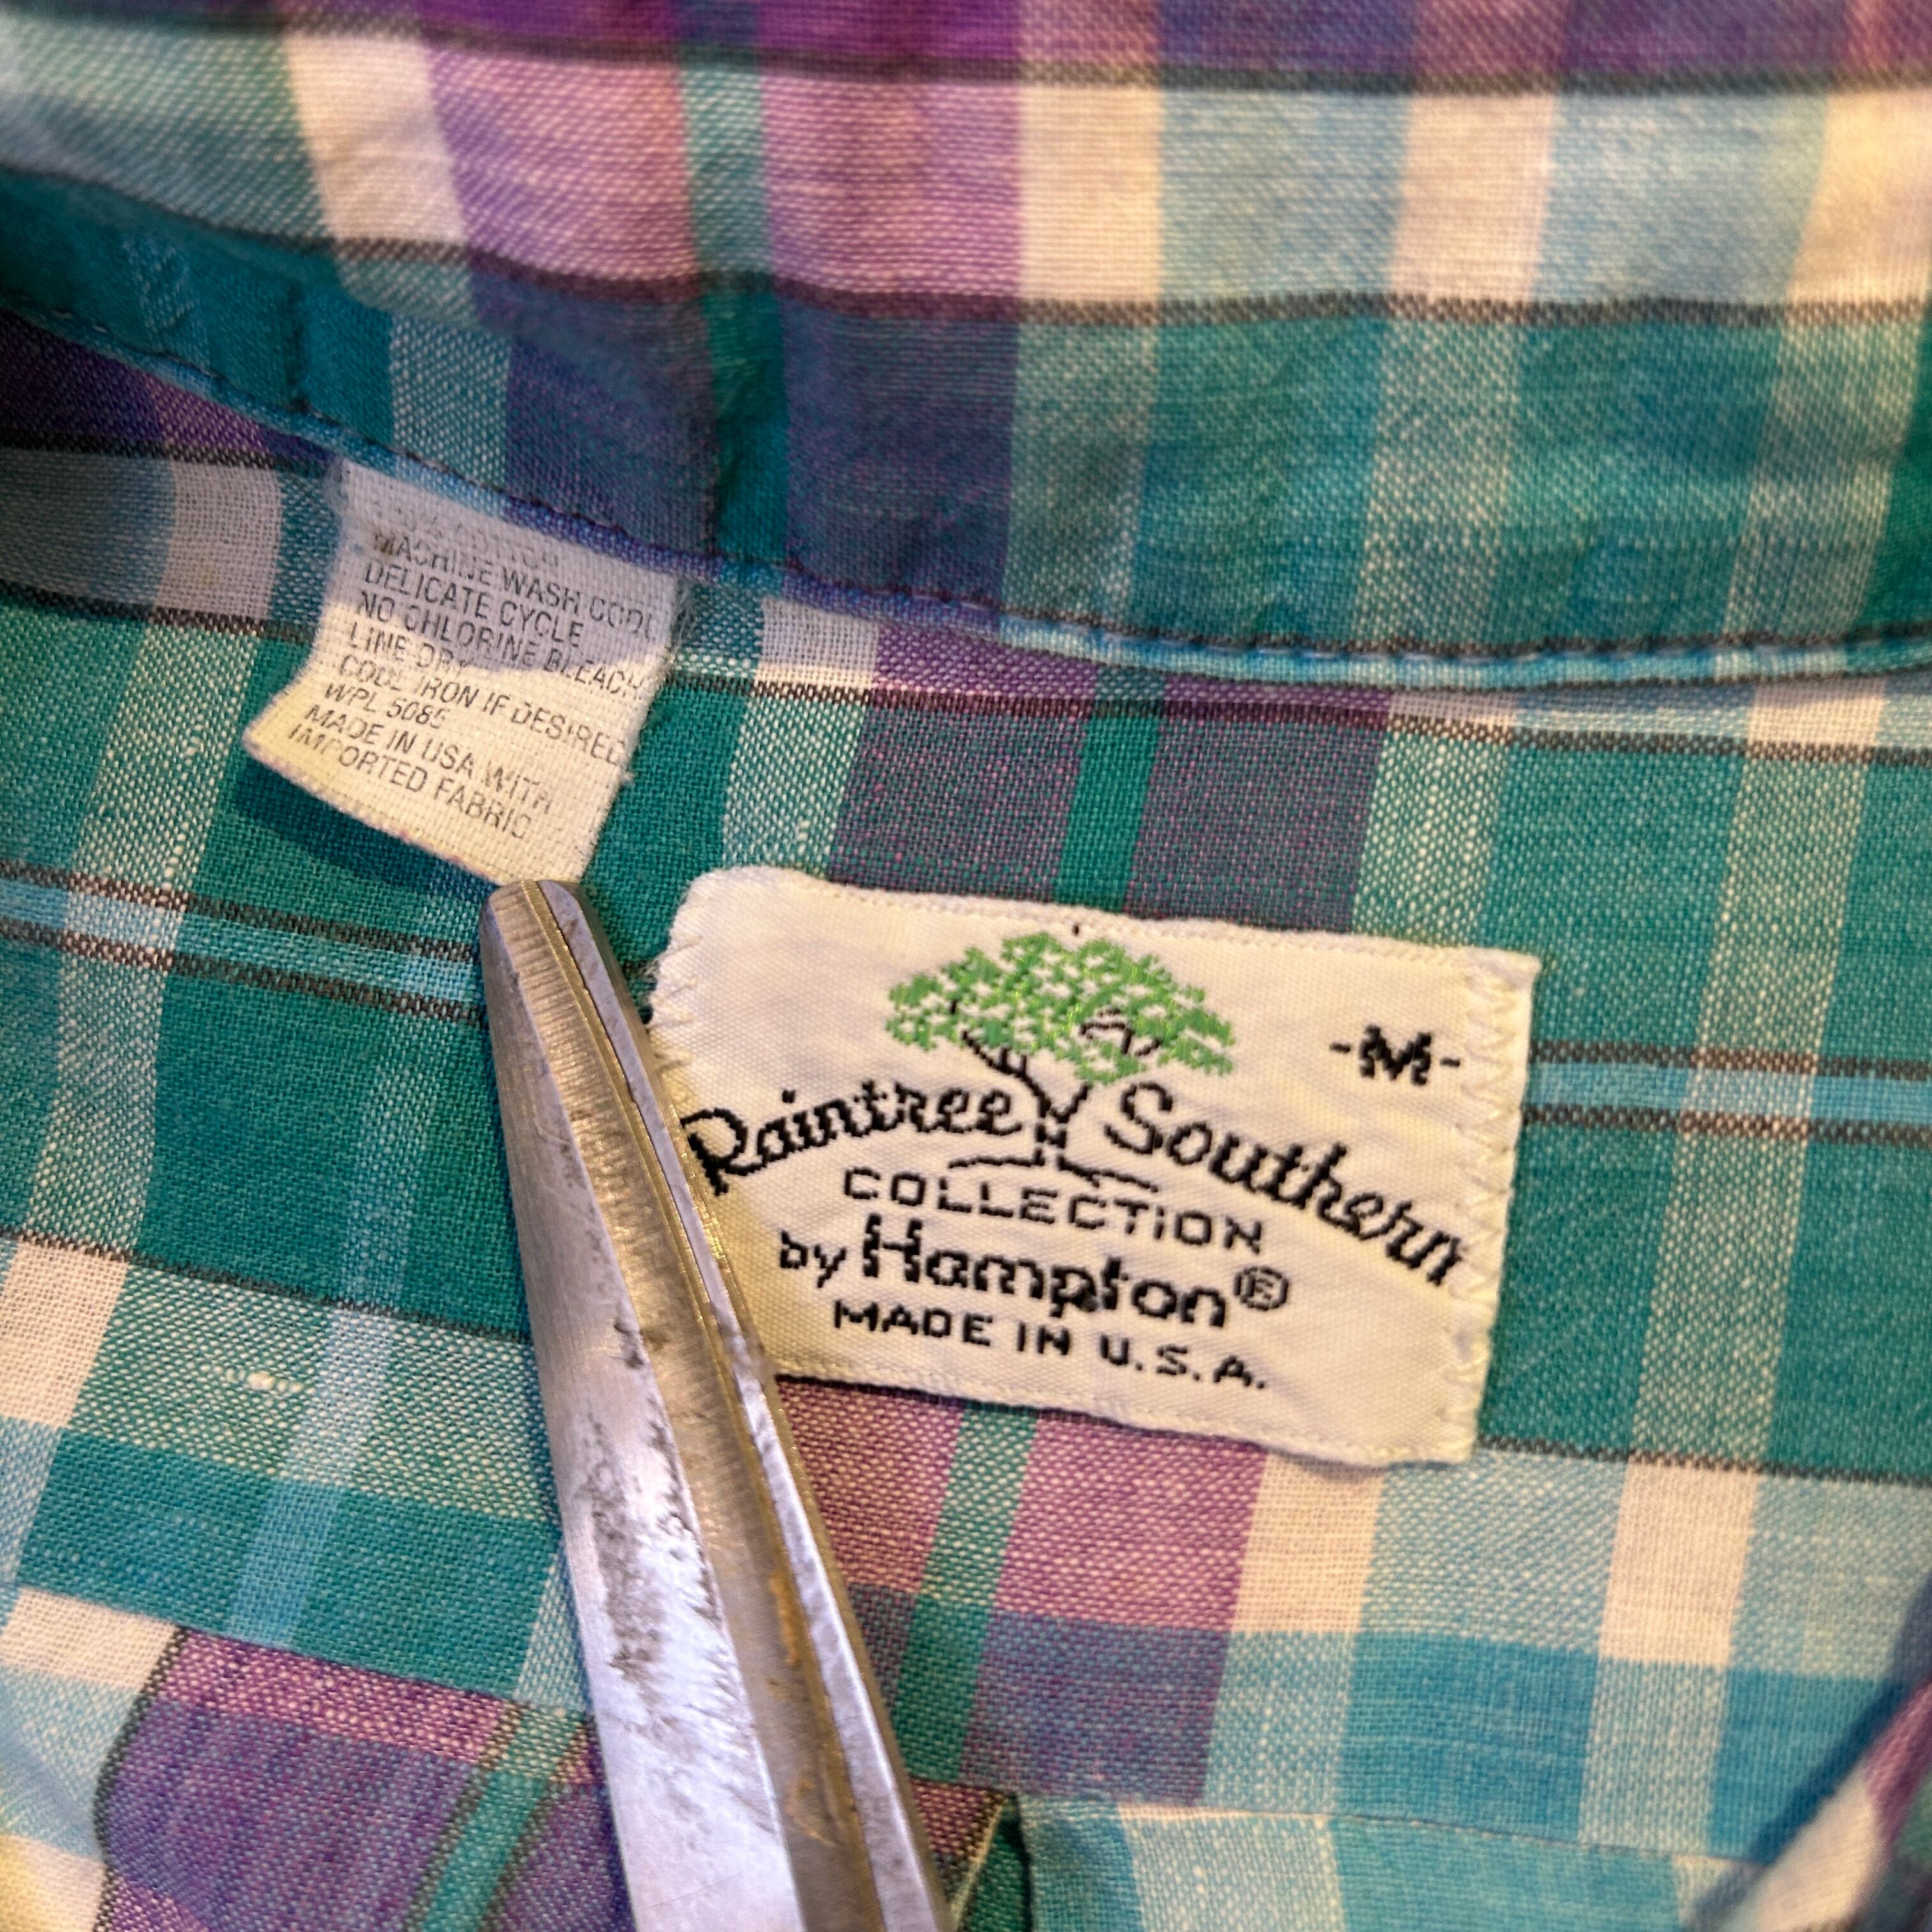 MACHINE WASH COOL
DELICATE CYCLE
NO CHLORINE BLEACH
LINE DRY
COOL IRON IF DESIRED
WPL 5085
MADE IN USA WITH
IMPORTED FABRIC
-M-
Raintree Southern
COLLECTION
by Hampton®
MADE IN U.S.A.